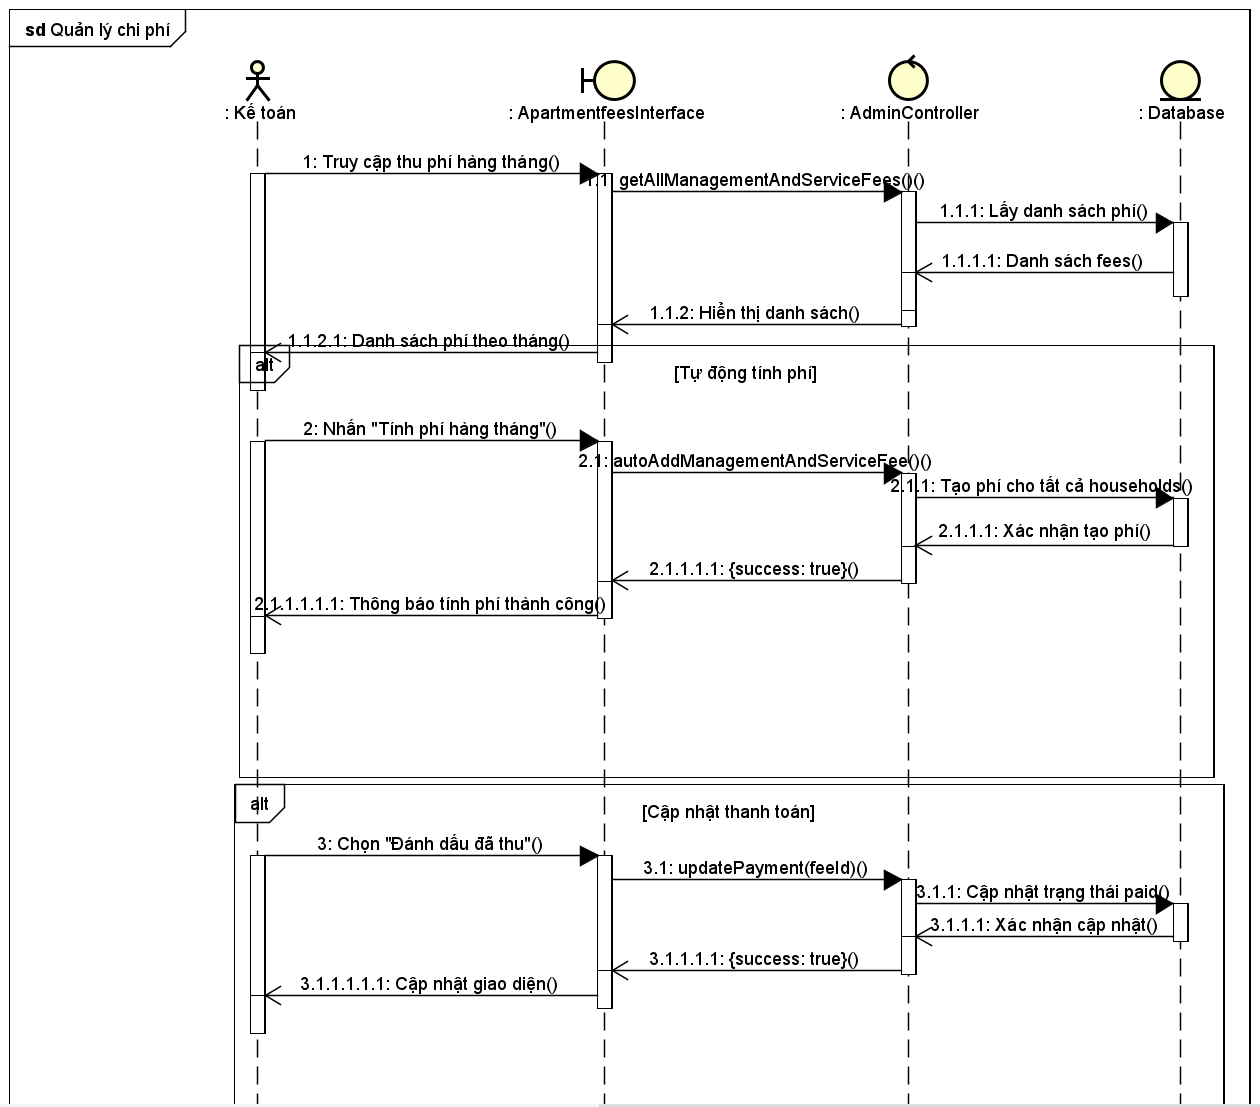 sd Quản lý chi phí
: Kế toán
: ApartmentfeesInterface
: AdminController
: Database
1: Truy cập thu phí hàng tháng()
1.1: getAllManagementAndServiceFees()()
1.1.1: Lấy danh sách phí()
1.1.1.1: Danh sách fees()
1.1.2: Hiển thị danh sách()
1.1.2.1: Danh sách phí theo tháng()
alt
[Tự động tính phí]
2: Nhấn "Tính phí hàng tháng"()
2.1: autoAddManagementAndServiceFee()()
2.1.1: Tạo phí cho tất cả households()
2.1.1.1: Xác nhận tạo phí()
2.1.1.1.1: {success: true}()
2.1.1.1.1.1: Thông báo tính phí thành công()
alt
[Cập nhật thanh toán]
3: Chọn "Đánh dấu đã thu"()
3.1: updatePayment(feeId)()
3.1.1: Cập nhật trạng thái paid()
3.1.1.1: Xác nhận cập nhật()
3.1.1.1.1: {success: true}()
3.1.1.1.1.1: Cập nhật giao diện()